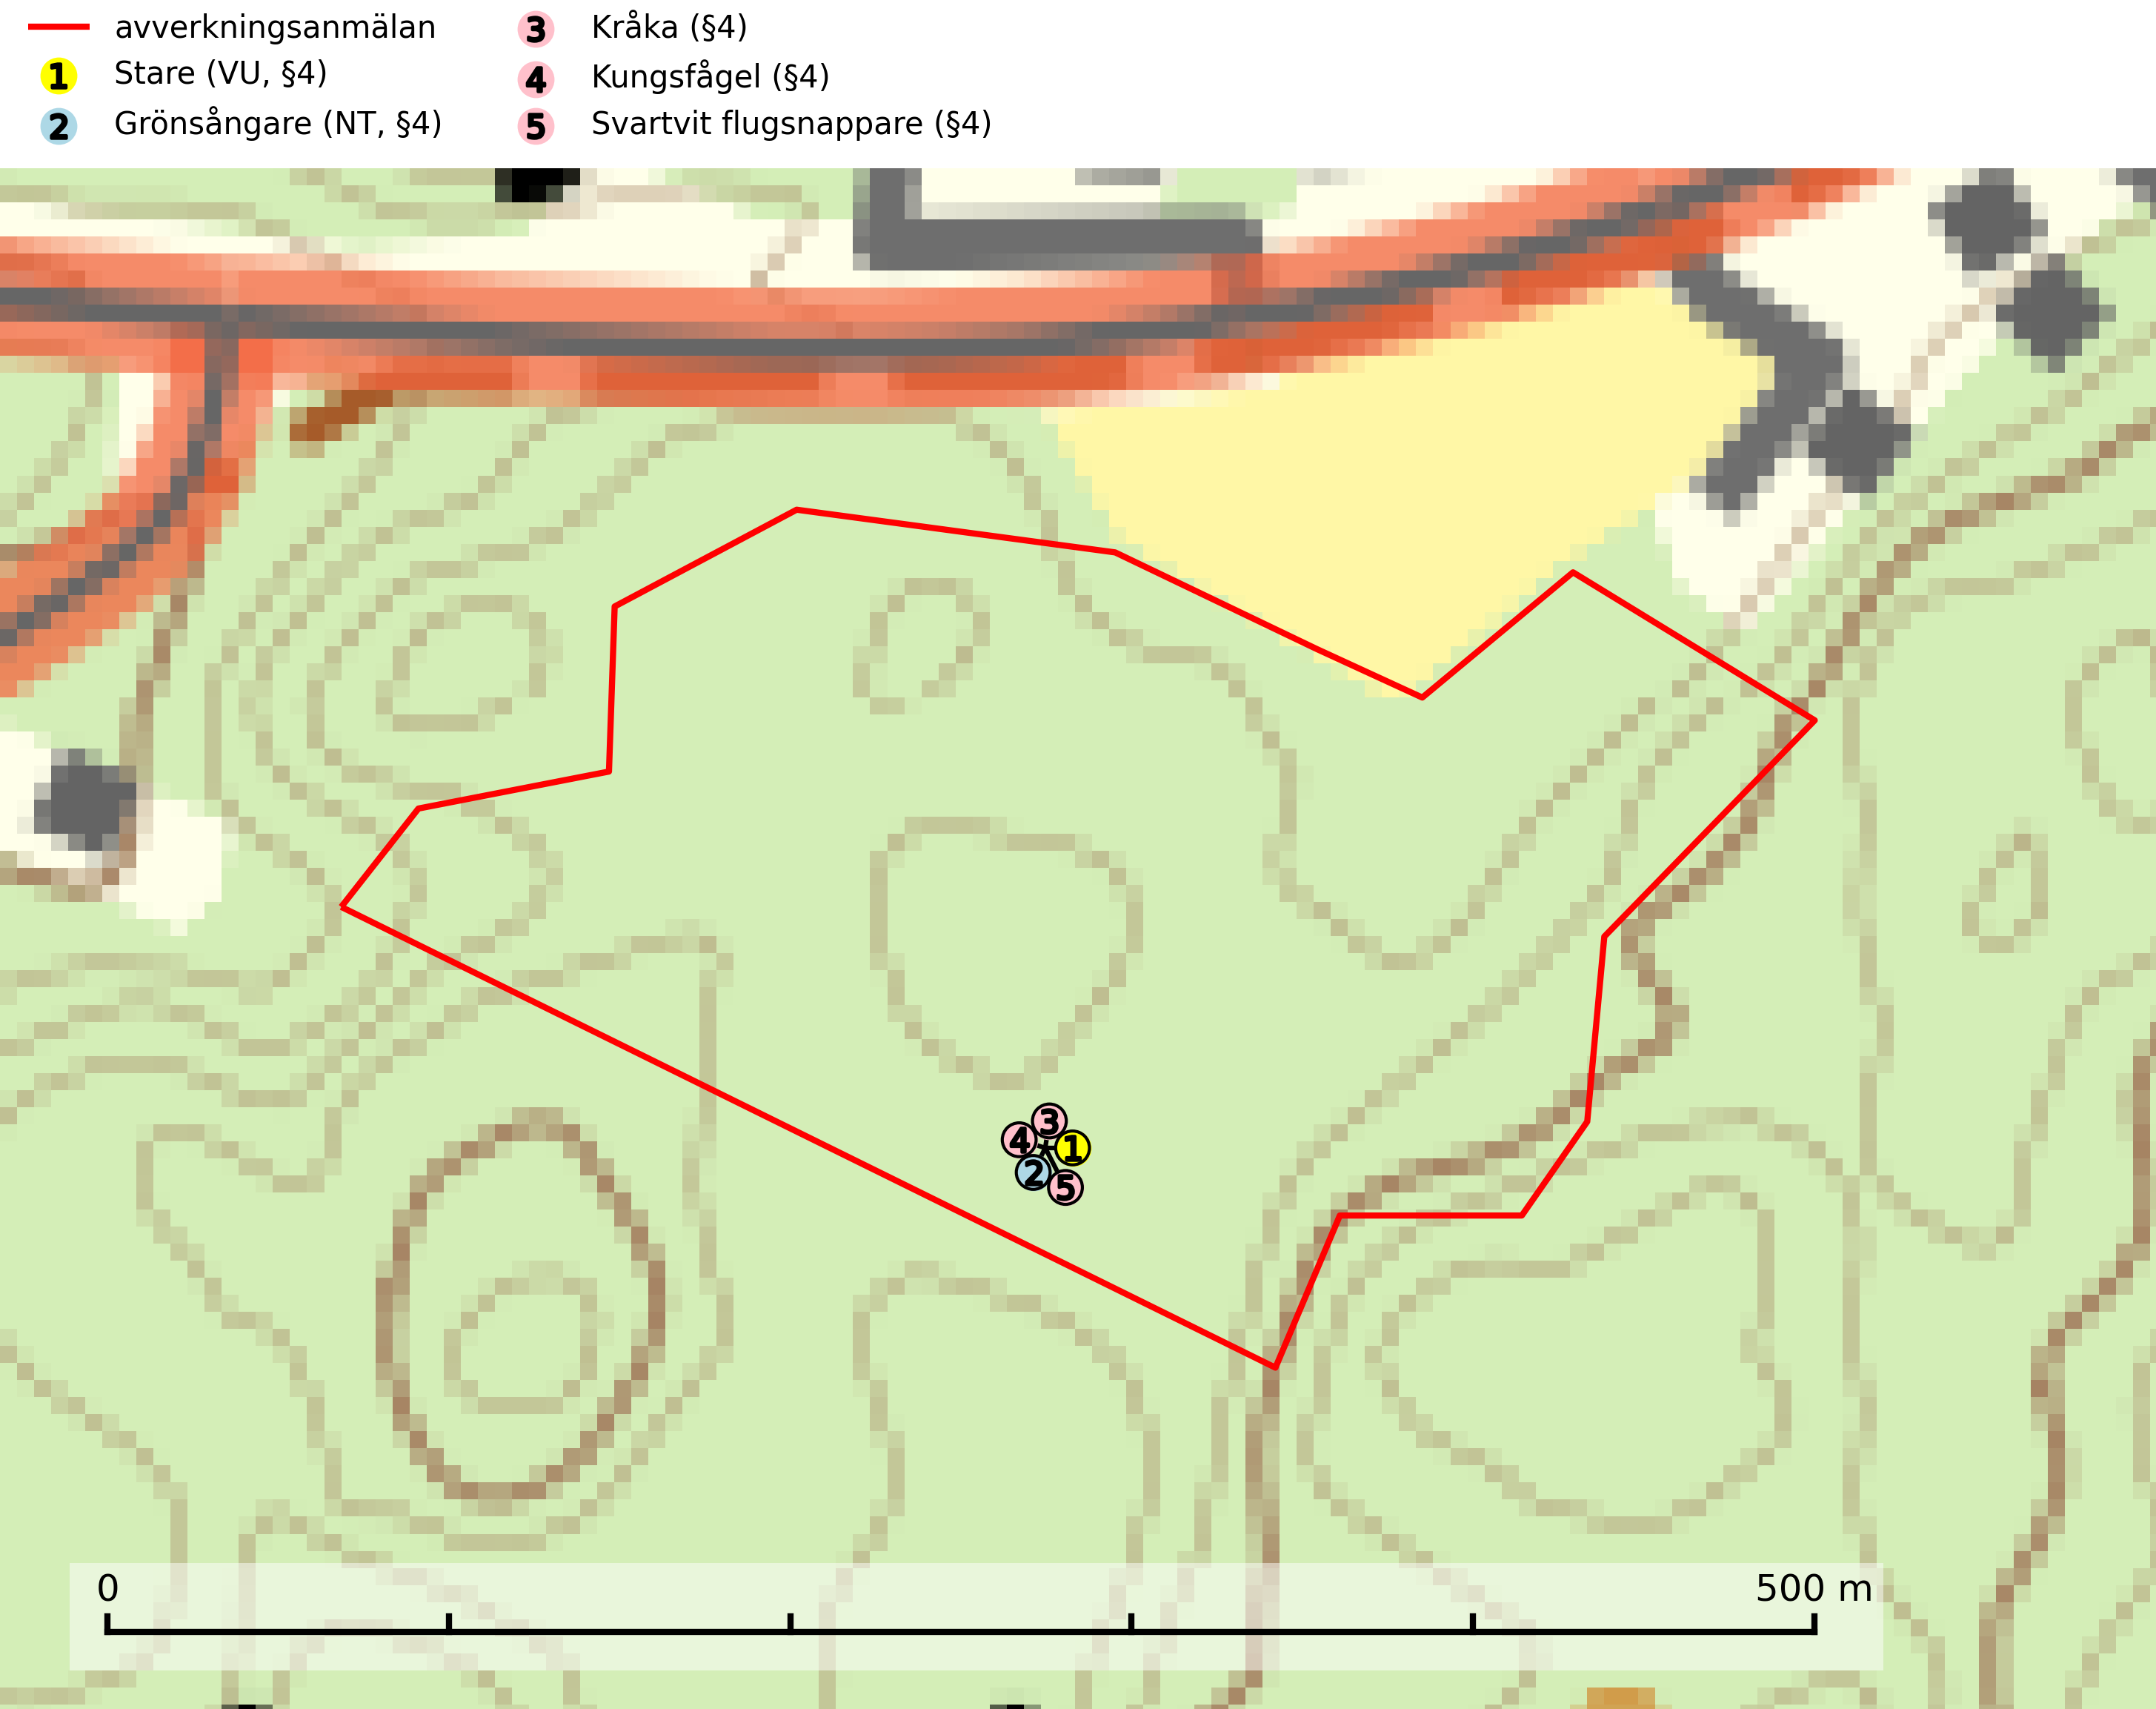 avverkningsanmälan
1 Stare (VU, §4)
2 Grönsångare (NT, §4)
3 Kråka (§4)
4 Kungsfågel (§4)
5 Svartvit flugsnappare (§4)
3
4
1
2
5
0
500 m